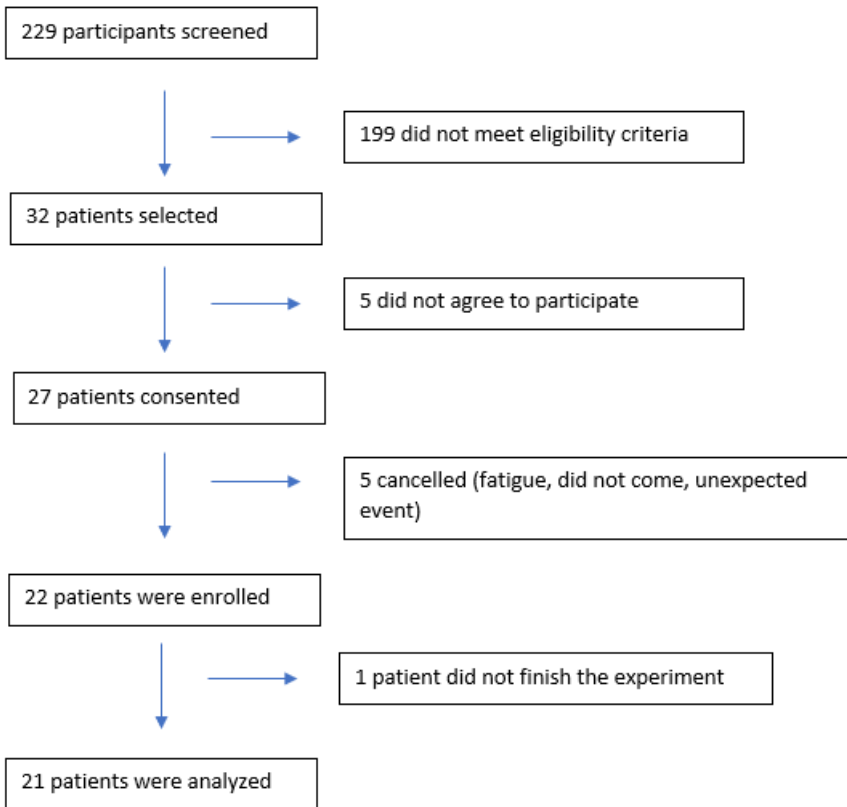 229 participants screened
199 did not meet eligibility criteria
32 patients selected
5 did not agree to participate
27 patients consented
5 cancelled (fatigue, did not come, unexpected
event)
22 patients were enrolled
1 patient did not finish the experiment
21 patients were analyzed